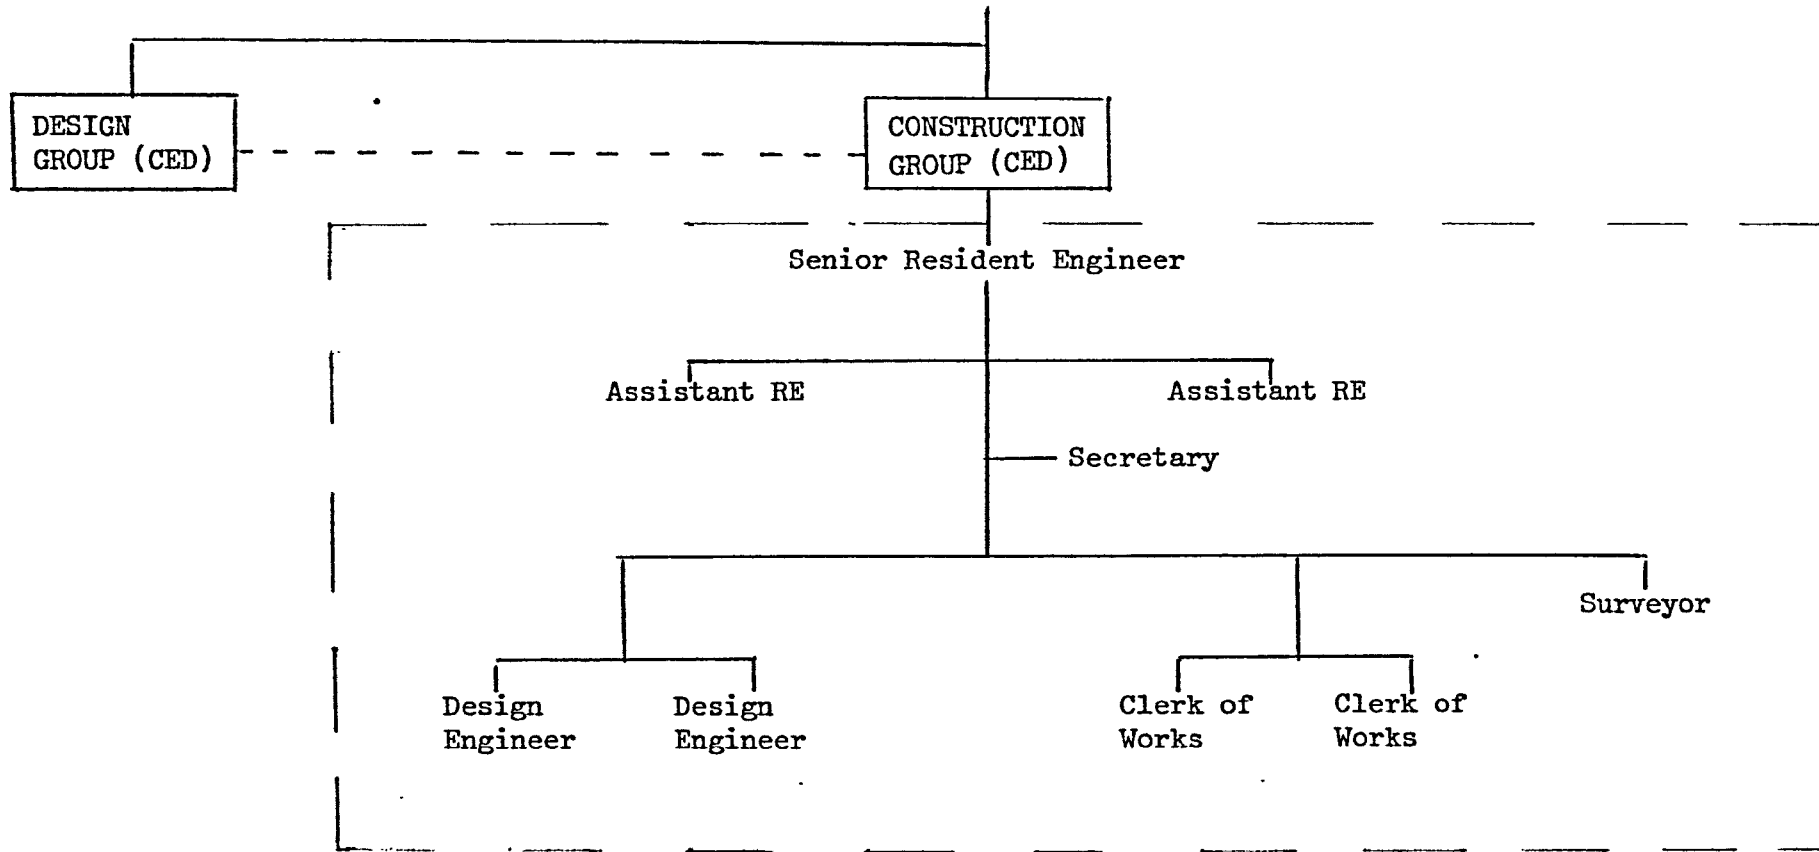 DESIGN
GROUP (CED)
CONSTRUCTION
GROUP (CED)
Senior Resident Engineer
Assistant RE
Assistant RE
Secretary
Surveyor
Design
Engineer
Design
Engineer
Clerk of
Works
Clerk of
Works